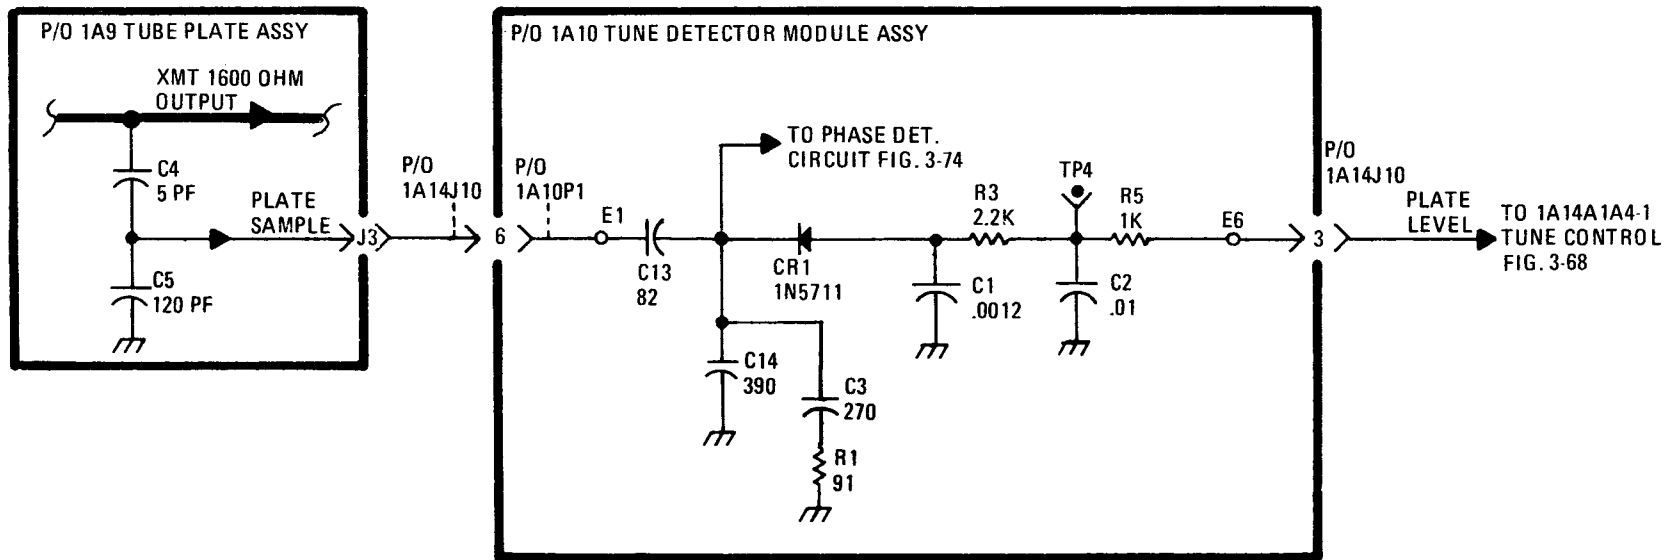 P/O 1A9 TUBE PLATE ASSY
XMT 1600 OHM
OUTPUT
C4
5 PF
PLATE
SAMPLE
C5
120 PF
J3
P/O
1A14J10
P/O 1A10 TUNE DETECTOR MODULE ASSY
P/O
1A10P1
6
E1
C13
82
TO PHASE DET.
CIRCUIT FIG. 3-74
CR1
1N5711
C14
390
C3
270
R1
91
R3
2.2K
C1
.0012
TP4
C2
.01
R5
1K
E6
3
P/O
1A14J10
PLATE
LEVEL
TO 1A14A1A4-1
TUNE CONTROL
FIG. 3-68